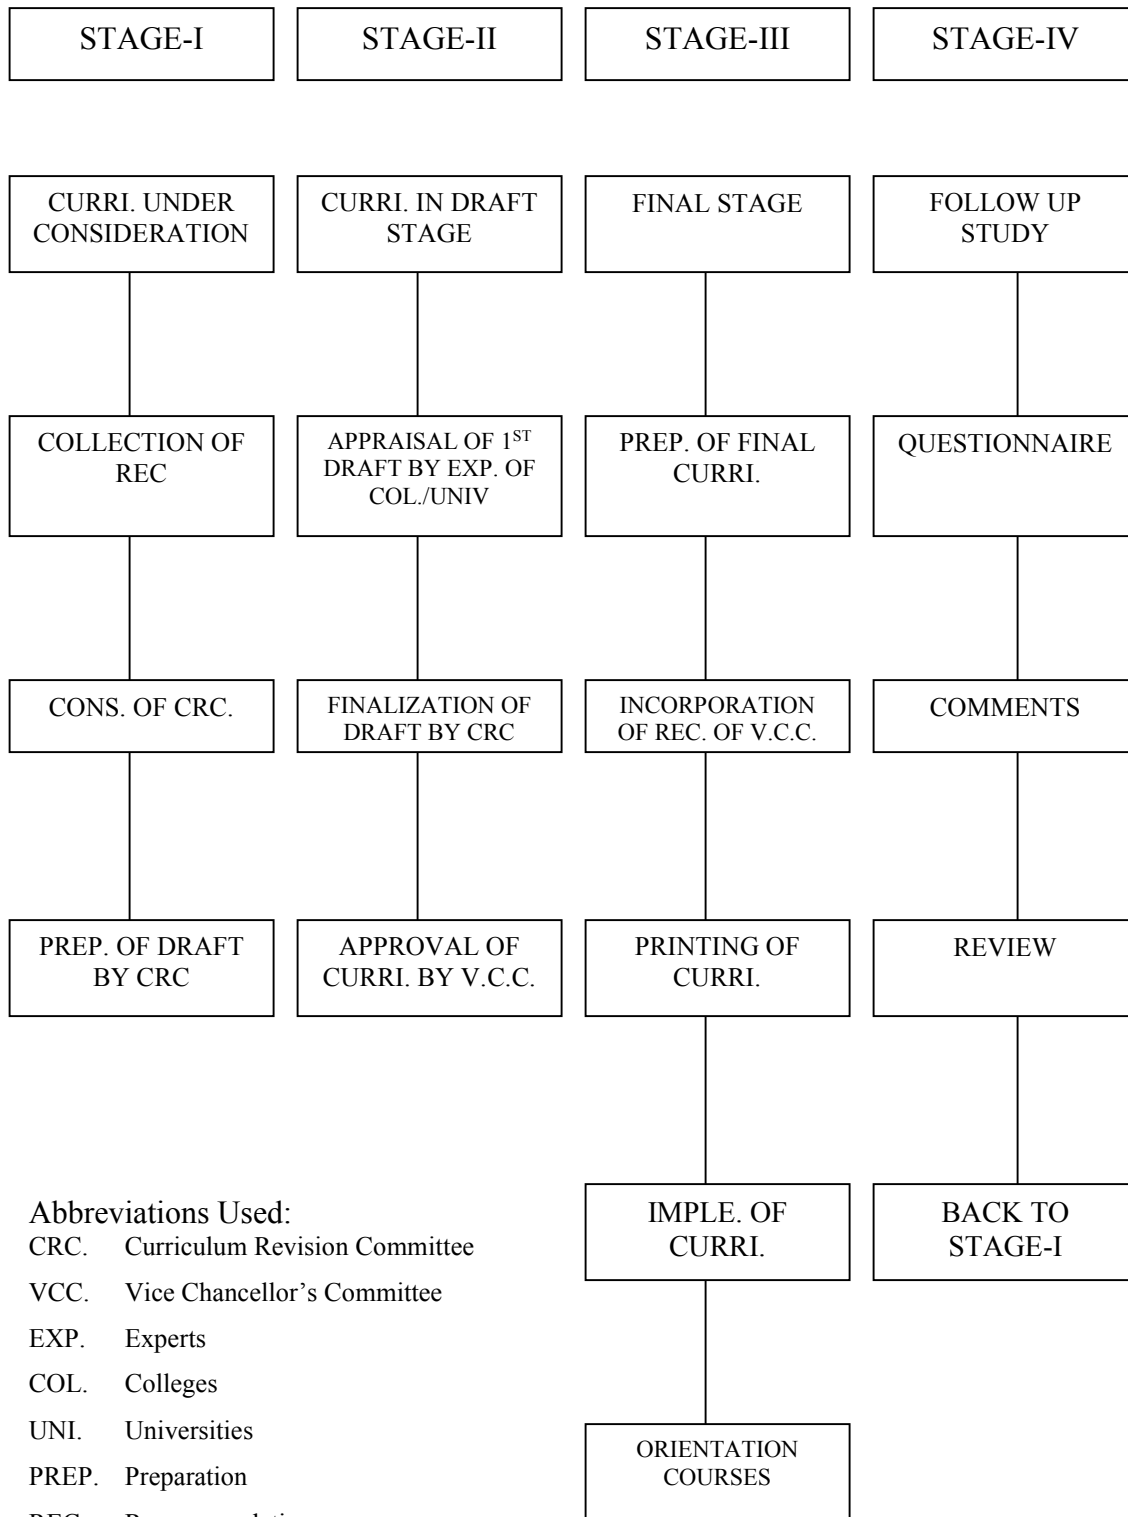 STAGE-I
STAGE-II
STAGE-III
STAGE-IV
CURRI. UNDER
CONSIDERATION
CURRI. IN DRAFT
STAGE
FINAL STAGE
FOLLOW UP
STUDY
COLLECTION OF
REC
APPRAISAL OF 1ST
DRAFT BY EXP. OF
COL./UNIV
PREP. OF FINAL
CURRI.
QUESTIONNAIRE
CONS. OF CRC.
FINALIZATION OF
DRAFT BY CRC
INCORPORATION
OF REC. OF V.C.C.
COMMENTS
PREP. OF DRAFT
BY CRC
APPROVAL OF
CURRI. BY V.C.C.
PRINTING OF
CURRI.
REVIEW
IMPLE. OF
CURRI.
BACK TO
STAGE-I
Abbreviations Used:
CRC. Curriculum Revision Committee
VCC. Vice Chancellor’s Committee
EXP. Experts
COL. Colleges
UNI. Universities
PREP. Preparation
ORIENTATION
COURSES